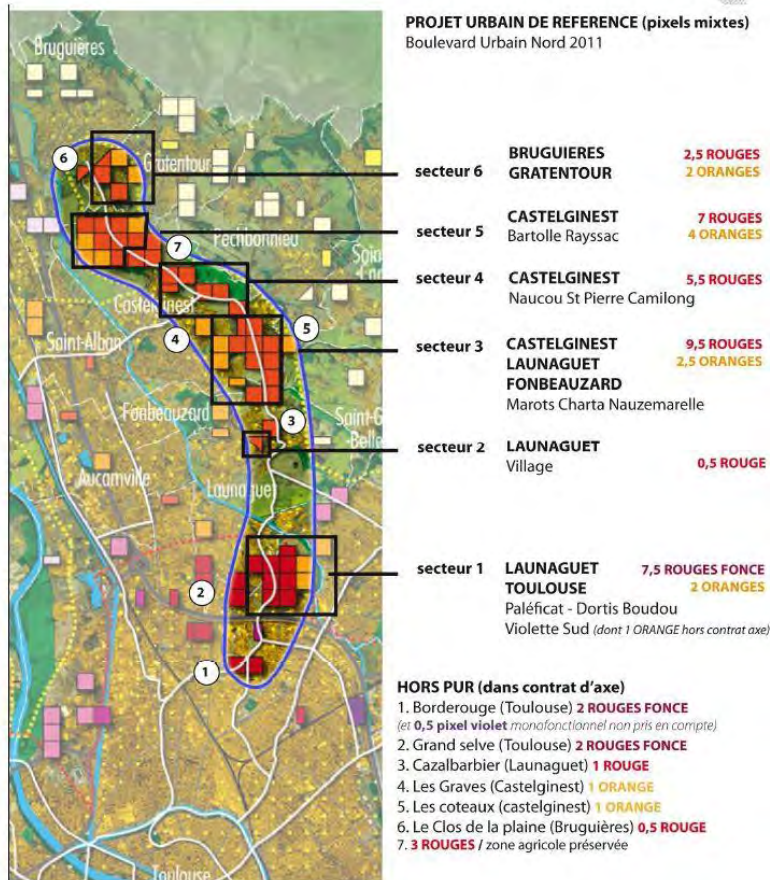 PROJET URBAIN DE REFERENCE (pixels mixtes)
Boulevard Urbain Nord 2011
secteur 6
BRUGUIERES
2,5 ROUGES
GRATENTOUR
2 ORANGES
secteur 5
CASTELGINEST
7 ROUGES
Bartolle Rayssac
4 ORANGES
secteur 4
CASTELGINEST
5,5 ROUGES
Naucou St Pierre Camilong
secteur 3
CASTELGINEST
9,5 ROUGES
LAUNAGUET
2,5 ORANGES
FONBEAUZARD
Marots Charta Nauzemarelle
secteur 2
LAUNAGUET
Village
0,5 ROUGE
secteur 1
LAUNAGUET
7,5 ROUGES FONCE
TOULOUSE
2 ORANGES
Paléficat - Dortis Boudou
Violette Sud (dont 1 ORANGE hors contrat axe)
HORS PUR (dans contrat d'axe)
1. Borderouge (Toulouse) 2 ROUGES FONCE
(et 0,5 pixel violet monofonctionnel non pris en compte)
2. Grand selve (Toulouse) 2 ROUGES FONCE
3. Cazalbarbier (Launaguet) 1 ROUGE
4. Les Graves (Castelginest) 1 ORANGE
5. Les coteaux (castelginest) 1 ORANGE
6. Le Clos de la plaine (Bruguières) 0,5 ROUGE
7. 3 ROUGES / zone agricole préservée
Bruguières
6
Gratentour
7
Pechbonnieu
Castelginest
Saint-Alban
4
5
Fonbeauzard
3
Aucamville
Launaguet
2
1
Toulouse